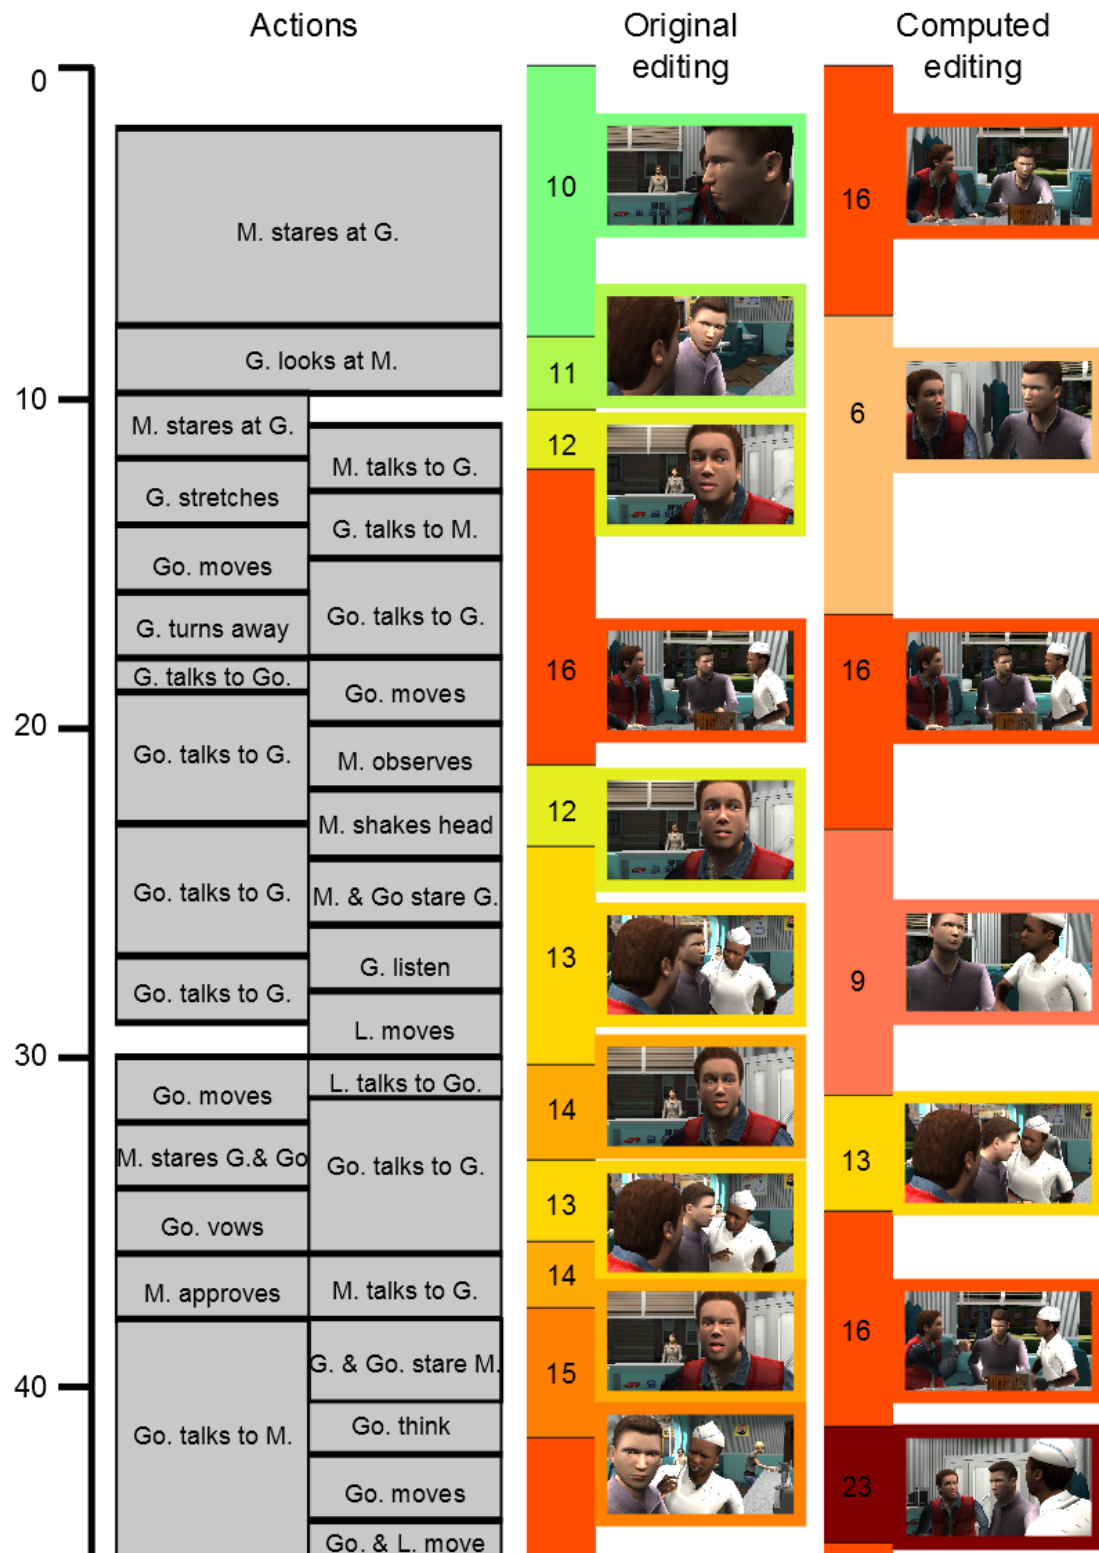 Actions
Original
editing
Computed
editing
0
10
20
30
40
M. stares at G.
G. looks at M.
M. stares at G.
M. talks to G.
G. stretches
G. talks to M.
Go. moves
Go. talks to G.
G. turns away
G. talks to Go.
Go. moves
Go. talks to G.
M. observes
M. shakes head
Go. talks to G.
M. & Go stare G.
G. listen
Go. talks to G.
L. moves
Go. moves
L. talks to Go.
M. stares G.& Go
Go. talks to G.
Go. vows
M. approves
M. talks to G.
G. & Go. stare M.
Go. talks to M.
Go. think
Go. moves
Go. & L. move
10
11
12
16
12
13
14
13
14
15
16
6
16
9
13
16
23